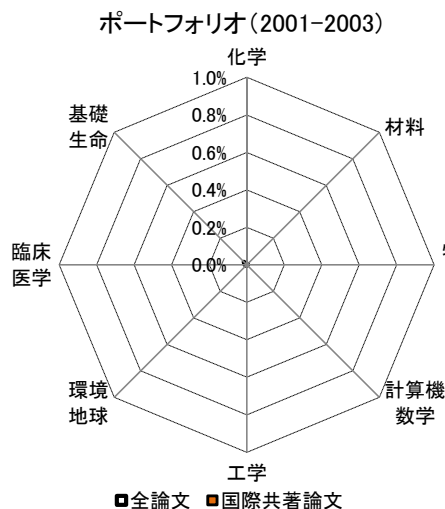 ポートフォリオ(2001-2003)
化学
1.0%
0.8%
0.6%
0.4%
0.2%
0.0%
材料
計算機
数学
工学
環境
地球
臨床
医学
基礎
生命
全論文 国際共著論文